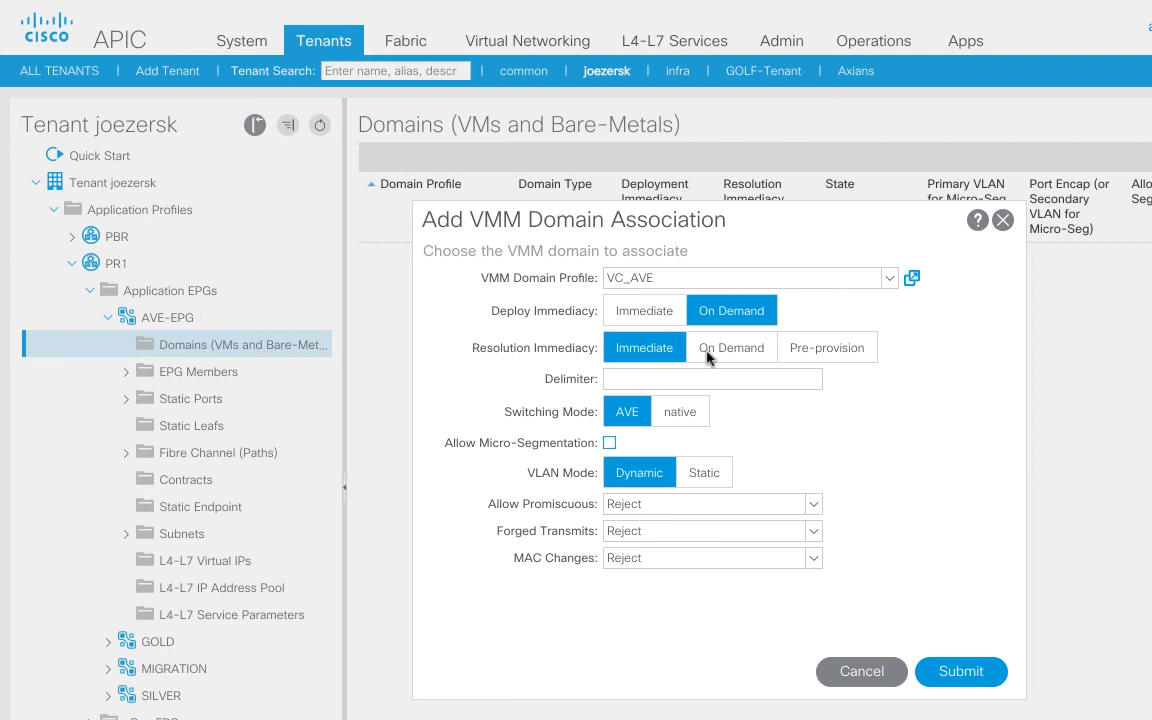 cisco
APIC
System
Tenants
Fabric
Virtual Networking
L4-L7 Services
Admin
Operations
Apps
ALL TENANTS | Add Tenant | Tenant Search: Enter name, alias, descr | common | joezersk | infra | GOLF-Tenant | Axians
Tenant joezersk
Quick Start
Tenant joezersk
Application Profiles
PBR
PR1
Application EPGs
AVE-EPG
Domains (VMs and Bare-Met...
EPG Members
Static Ports
Static Leafs
Fibre Channel (Paths)
Contracts
Static Endpoint
Subnets
L4-L7 Virtual IPs
L4-L7 IP Address Pool
L4-L7 Service Parameters
GOLD
MIGRATION
SILVER
Domains (VMs and Bare-Metals)
Domain Profile
Domain Type
Deployment
Immediacy
Resolution
Immediacy
State
Primary VLAN
for Micro-Seg
Port Encap (or
Secondary
VLAN for
Micro-Seg)
Allo
Seg
Add VMM Domain Association
?
Choose the VMM domain to associate
VMM Domain Profile: VC_AVE
Deploy Immediacy: Immediate On Demand
Resolution Immediacy: Immediate On Demand Pre-provision
Delimiter:
Switching Mode: AVE native
Allow Micro-Segmentation:
VLAN Mode: Dynamic Static
Allow Promiscuous: Reject
Forged Transmits: Reject
MAC Changes: Reject
Cancel
Submit